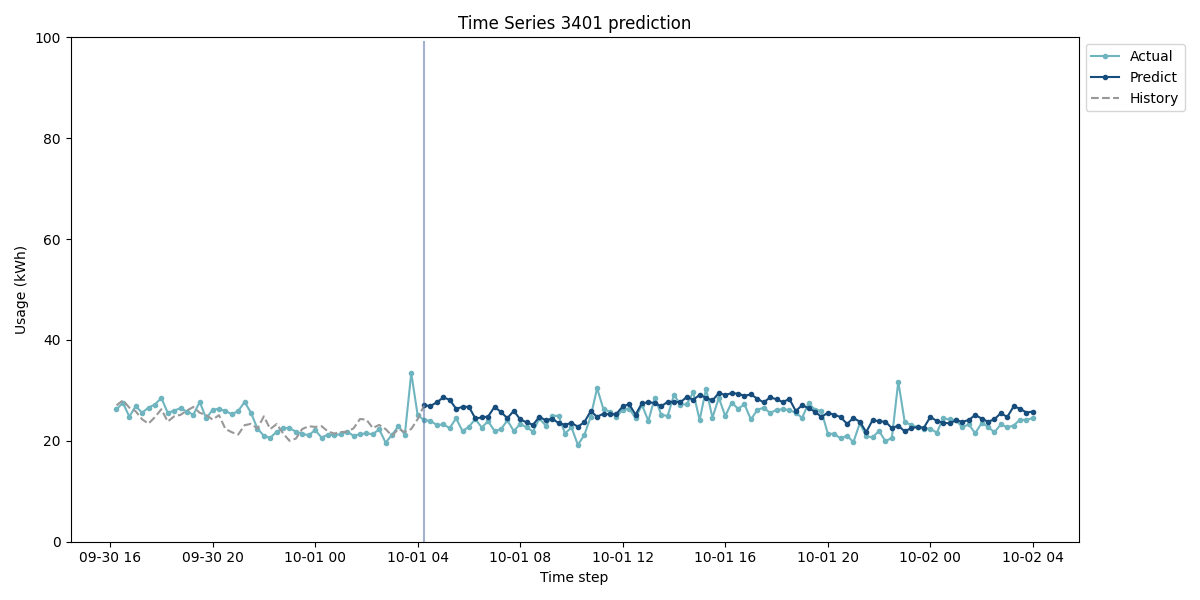 Time Series 3401 prediction
100
80
60
40
20
0
Usage (kWh)
09-30 16
09-30 20
10-01 00
10-01 04
10-01 08
10-01 12
10-01 16
10-01 20
10-02 00
10-02 04
Time step
Actual
Predict
History